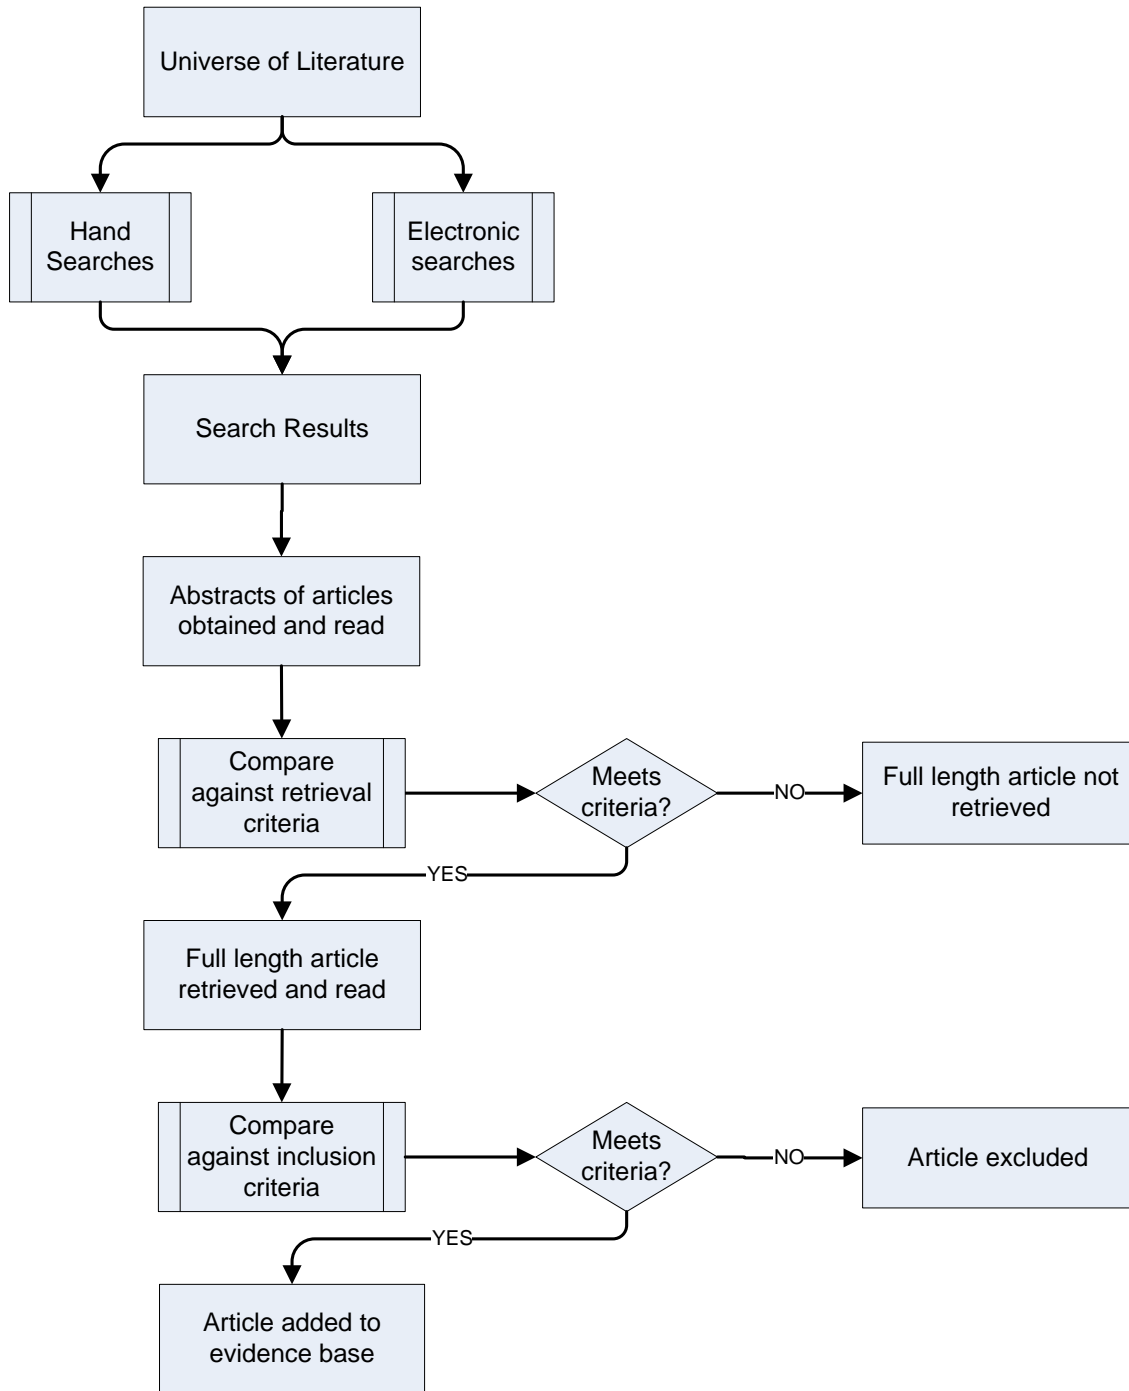 Universe of Literature
Hand
Searches
Electronic
searches
Search Results
Abstracts of articles
obtained and read
Compare
against retrieval
criteria
Meets
criteria?
NO
Full length article not
retrieved
YES
Full length article
retrieved and read
Compare
against inclusion
criteria
Meets
criteria?
NO
Article excluded
YES
Article added to
evidence base